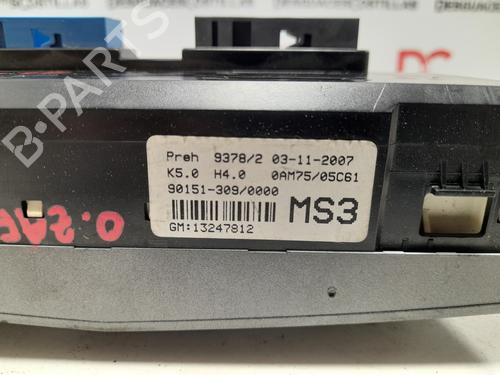 B-PARTS
Preh 9378/2 03-11-2007
K5.0 H4.0 0AM75/05C61
90151-309/0000
MS3
GM:13247812
O.ZAF